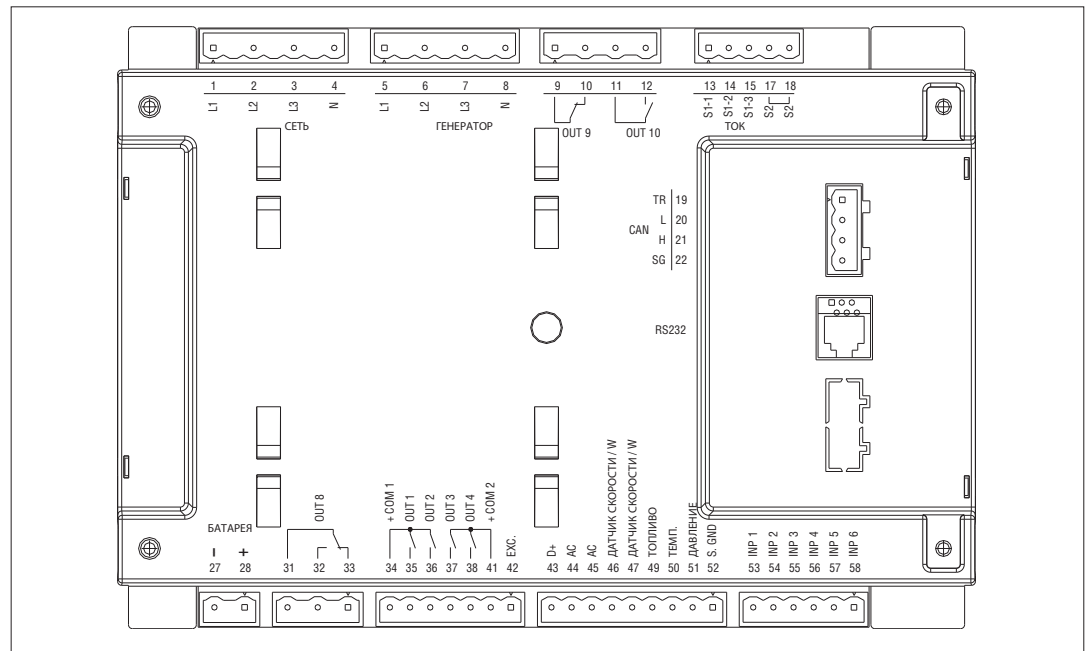 1 2 3 4 5 6 7 8 9 10 11 12 13 14 15 17 18
L1 L2 L3 N L1 L2 L3 N S1-1 S1-2 S1-3 S2 S2
СЕТЬ ГЕНЕРАТОР OUT 9 OUT 10 ТОК
TR 19
L 20
CAN
H 21
SG 22
RS232
БАТАРЕЯ OUT 8 + COM 1 OUT 1 OUT 2 OUT 3 OUT 4 + COM 2 EXC. D+ AC AC ДАТЧИК СКОРОСТИ / W ДАТЧИК СКОРОСТИ / W ТОПЛИВО ТЕМП. ДАВЛЕНИЕ S. GND INP 1 INP 2 INP 3 INP 4 INP 5 INP 6
– +
27 28 31 32 33 34 35 36 37 38 41 42 43 44 45 46 47 49 50 51 52 53 54 55 56 57 58